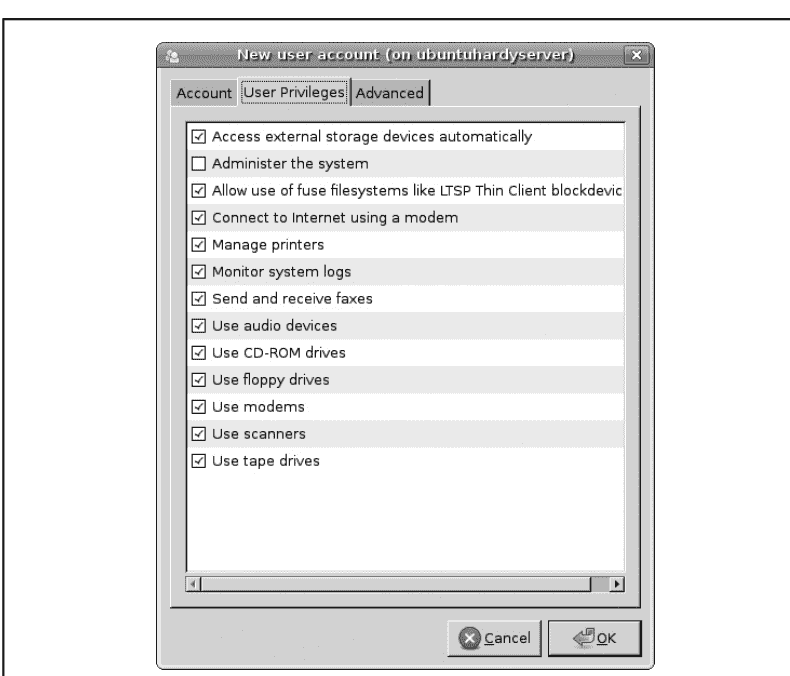 New user account (on ubuntuhardyserver)
Account User Privileges Advanced
Access external storage devices automatically
Administer the system
Allow use of fuse filesystems like LTSP Thin Client blockdevic
Connect to Internet using a modem
Manage printers
Monitor system logs
Send and receive faxes
Use audio devices
Use CD-ROM drives
Use floppy drives
Use modems
Use scanners
Use tape drives
Cancel OK